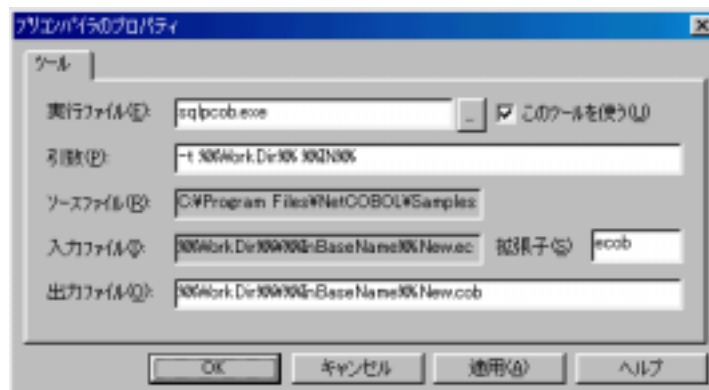 プリコンパイラのプロパティ
ツール
実行ファイル(E): sqlpcob.exe ... このツールを使う(U)
引数(P): -t %%WorkDir%% %%IN%%
ソースファイル(R): C:¥Program Files¥NetCOBOL¥Samples
入力ファイル(I): %%WorkDir%%¥%%InBaseName%%New.ec 拡張子(S) ecob
出力ファイル(O): %%WorkDir%%¥%%InBaseName%%New.cob
OK キャンセル 適用(A) ヘルプ